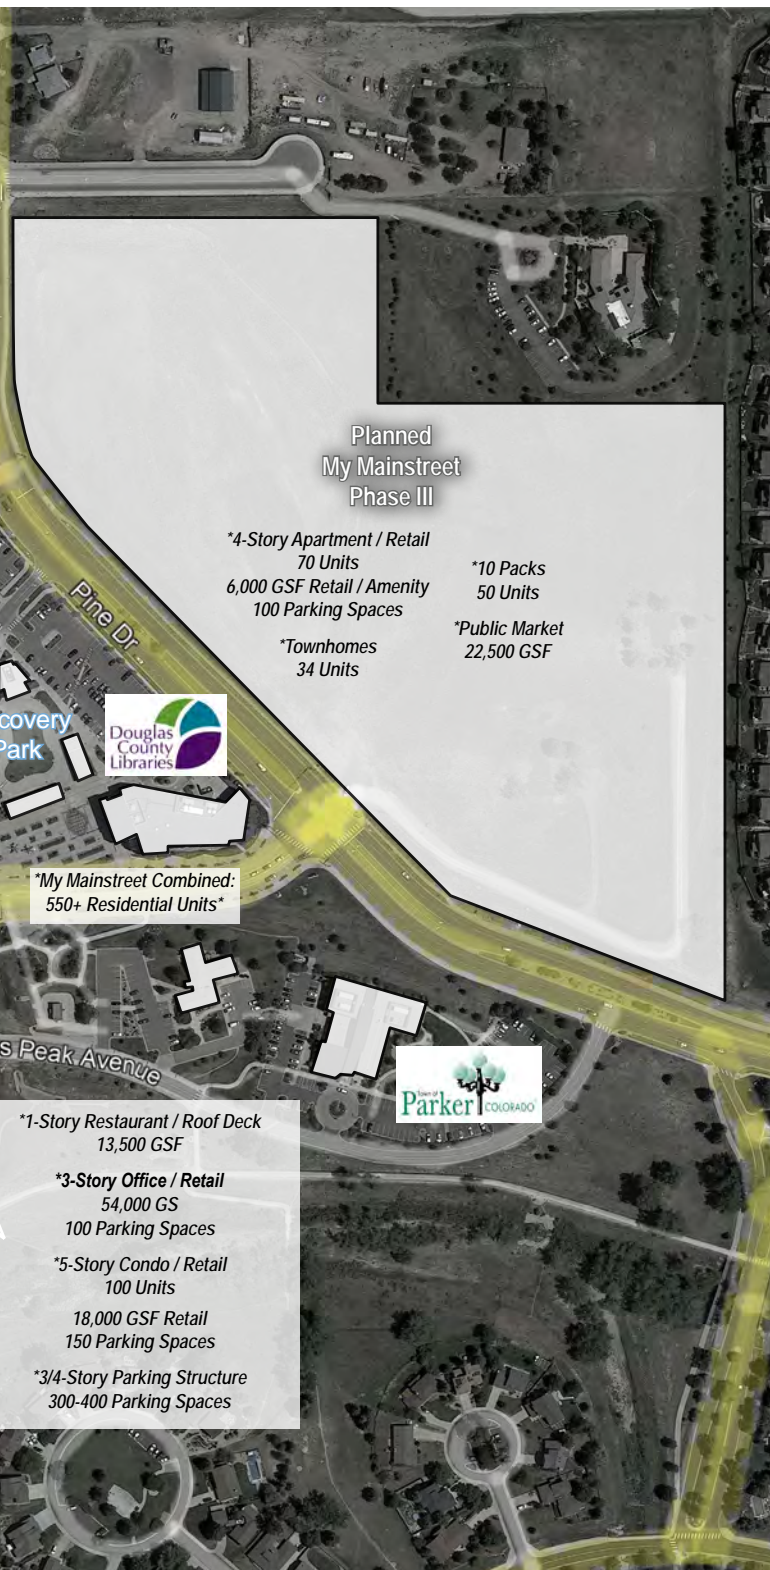 Planned
My Mainstreet
Phase III
*4-Story Apartment / Retail
70 Units
6,000 GSF Retail / Amenity
100 Parking Spaces
*Townhomes
34 Units
*10 Packs
50 Units
*Public Market
22,500 GSF
Pine Dr
covery
Park
Douglas
County
Libraries
*My Mainstreet Combined:
550+ Residential Units*
s Peak Avenue
Town of
Parker COLORADO
*1-Story Restaurant / Roof Deck
13,500 GSF
*3-Story Office / Retail
54,000 GS
100 Parking Spaces
*5-Story Condo / Retail
100 Units
18,000 GSF Retail
150 Parking Spaces
*3/4-Story Parking Structure
300-400 Parking Spaces